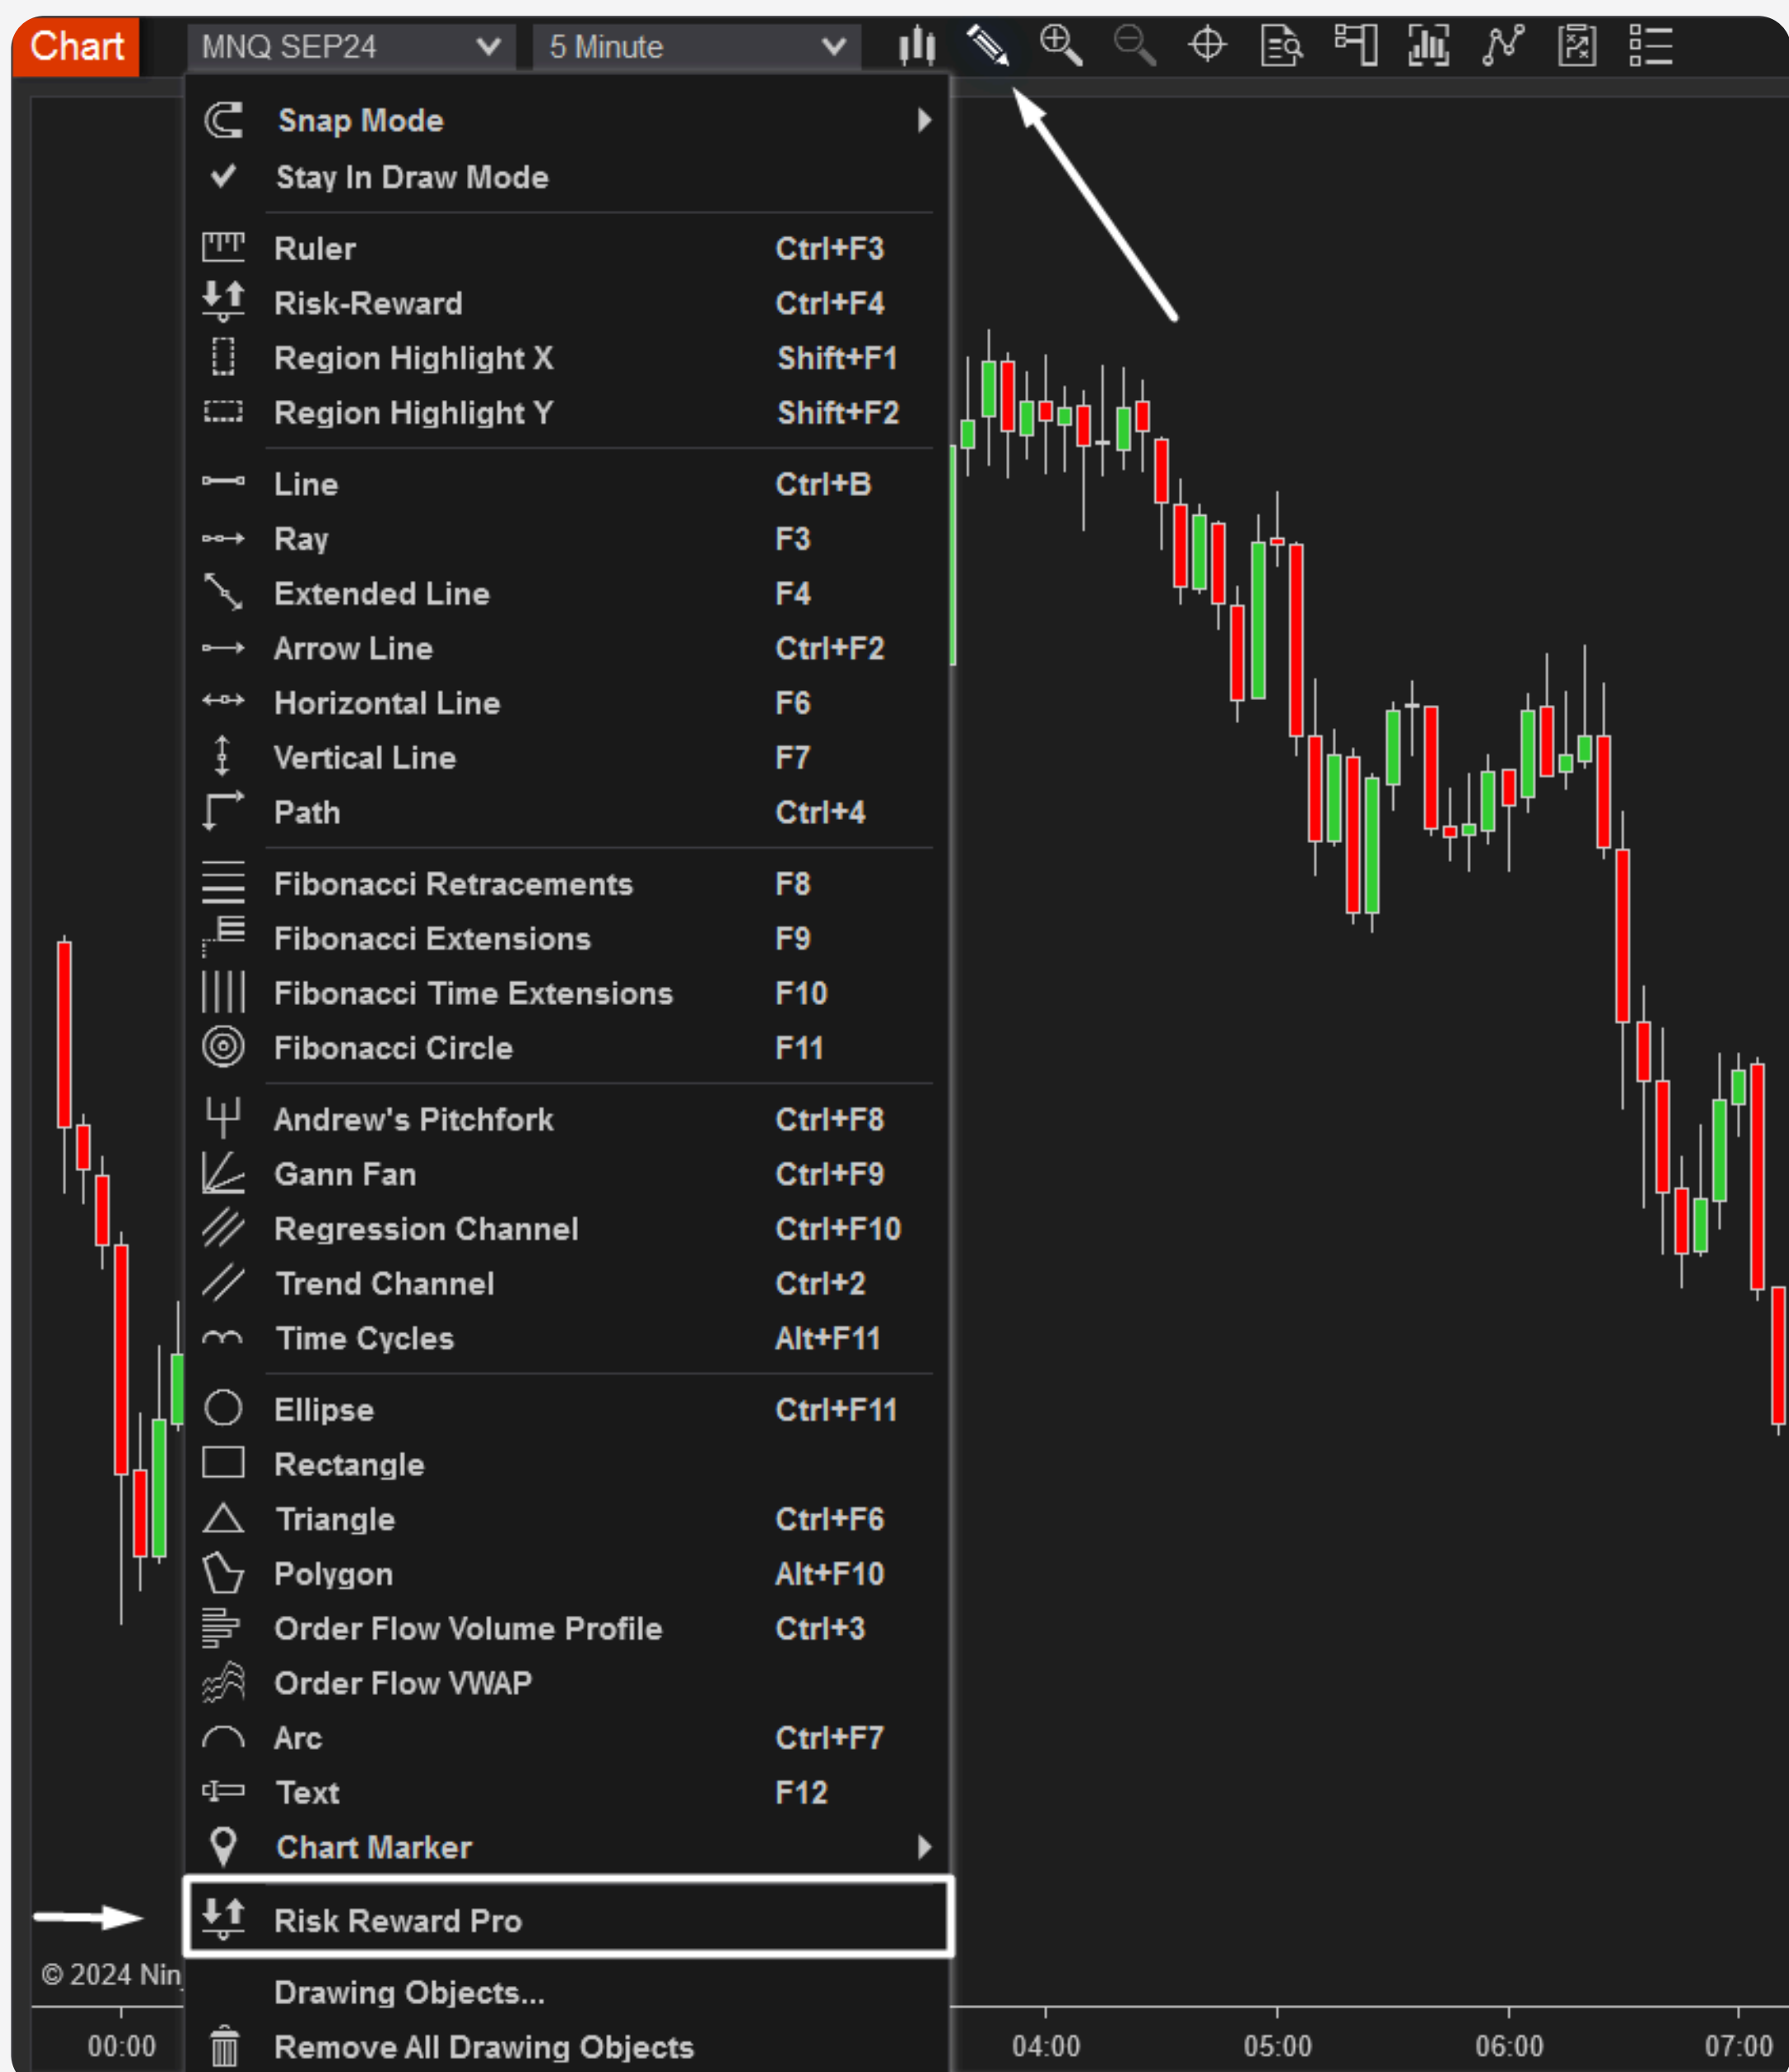 Chart MNQ SEP24 5 Minute
Snap Mode
Stay In Draw Mode
Ruler Ctrl+F3
Risk-Reward Ctrl+F4
Region Highlight X Shift+F1
Region Highlight Y Shift+F2
Line Ctrl+B
Ray F3
Extended Line F4
Arrow Line Ctrl+F2
Horizontal Line F6
Vertical Line F7
Path Ctrl+4
Fibonacci Retracements F8
Fibonacci Extensions F9
Fibonacci Time Extensions F10
Fibonacci Circle F11
Andrew's Pitchfork Ctrl+F8
Gann Fan Ctrl+F9
Regression Channel Ctrl+F10
Trend Channel Ctrl+2
Time Cycles Alt+F11
Ellipse Ctrl+F11
Rectangle
Triangle Ctrl+F6
Polygon Alt+F10
Order Flow Volume Profile Ctrl+3
Order Flow VWAP
Arc Ctrl+F7
Text F12
Chart Marker
Risk Reward Pro
© 2024 Nin
Drawing Objects...
Remove All Drawing Objects
00:00 04:00 05:00 06:00 07:00